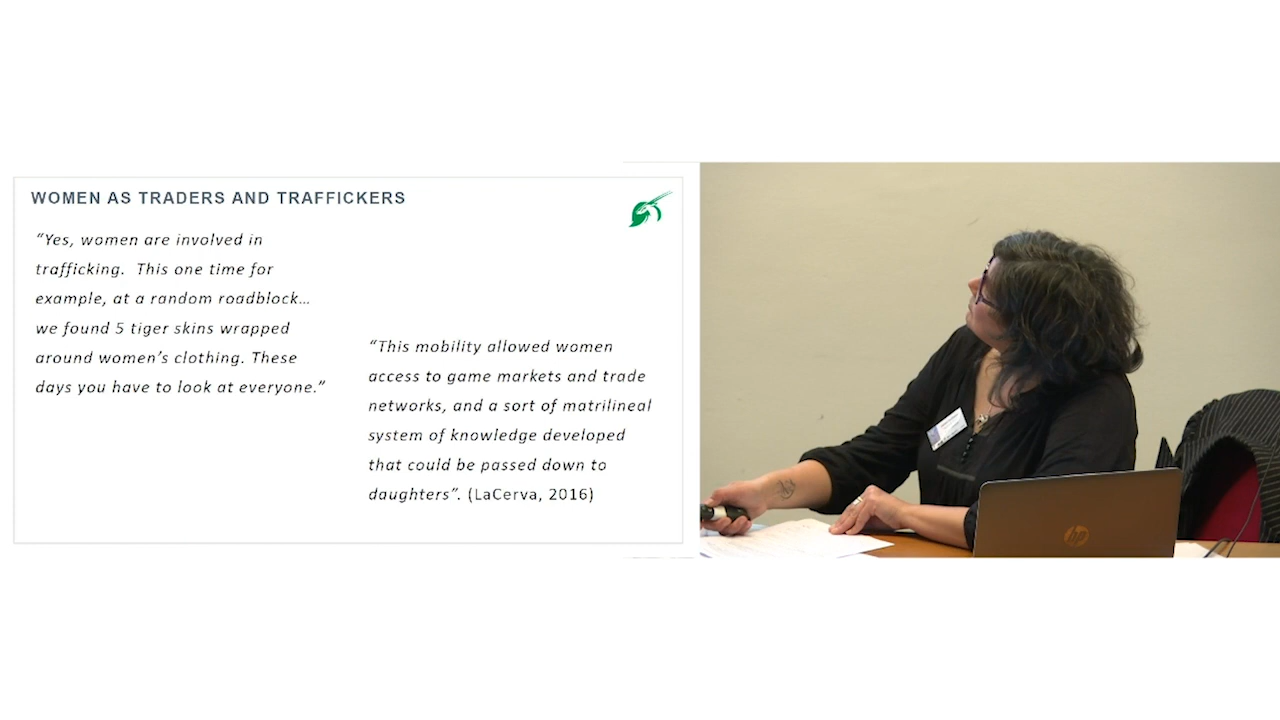 WOMEN AS TRADERS AND TRAFFICKERS
“Yes, women are involved in
trafficking.  This one time for
example, at a random roadblock…
we found 5 tiger skins wrapped
around women’s clothing. These
days you have to look at everyone.”
“This mobility allowed women
access to game markets and trade
networks, and a sort of matrilineal
system of knowledge developed
that could be passed down to
daughters”. (LaCerva, 2016)
hp